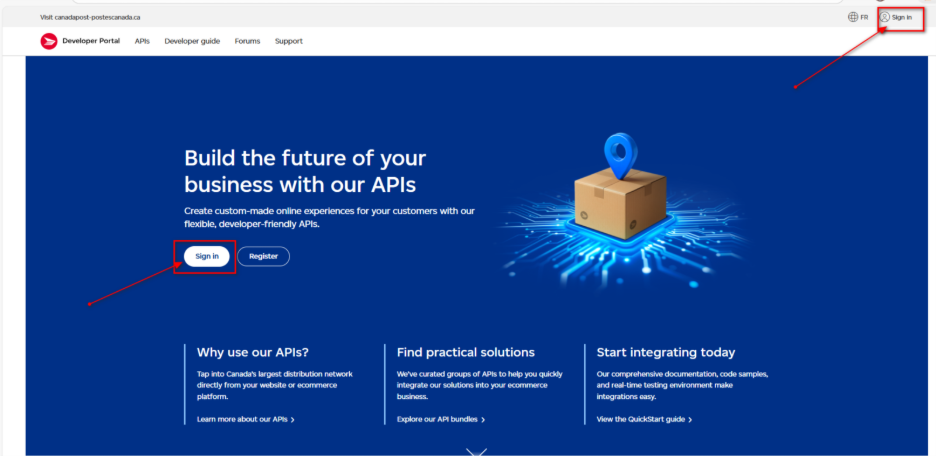 Visit canadapost-postescanada.ca
FR
Sign in
Developer Portal
APIs
Developer guide
Forums
Support
Build the future of your
business with our APIs
Create custom-made online experiences for your customers with our
flexible, developer-friendly APIs.
Sign in
Register
Why use our APIs?
Tap into Canada's largest distribution network
directly from your website or ecommerce
platform.
Learn more about our APIs
Find practical solutions
We've curated groups of APIs to help you quickly
integrate our solutions into your ecommerce
business.
Explore our API bundles
Start integrating today
Our comprehensive documentation, code samples,
and real-time testing environment make
integrations easy.
View the QuickStart guide